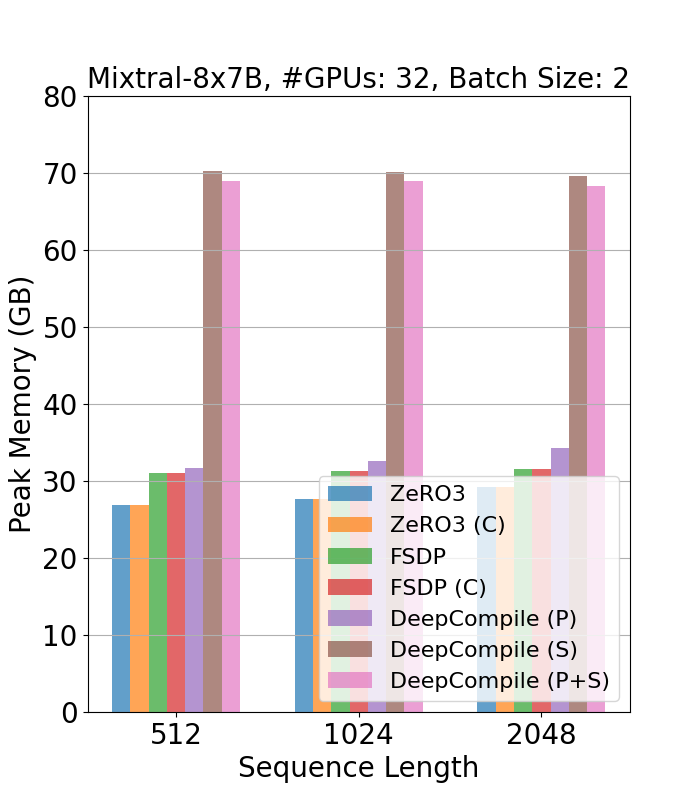 Mixtral-8x7B, #GPUs: 32, Batch Size: 2
Peak Memory (GB)
80
70
60
50
40
30
20
10
0
ZeRO3
ZeRO3 (C)
FSDP
FSDP (C)
DeepCompile (P)
DeepCompile (S)
DeepCompile (P+S)
512
1024
2048
Sequence Length